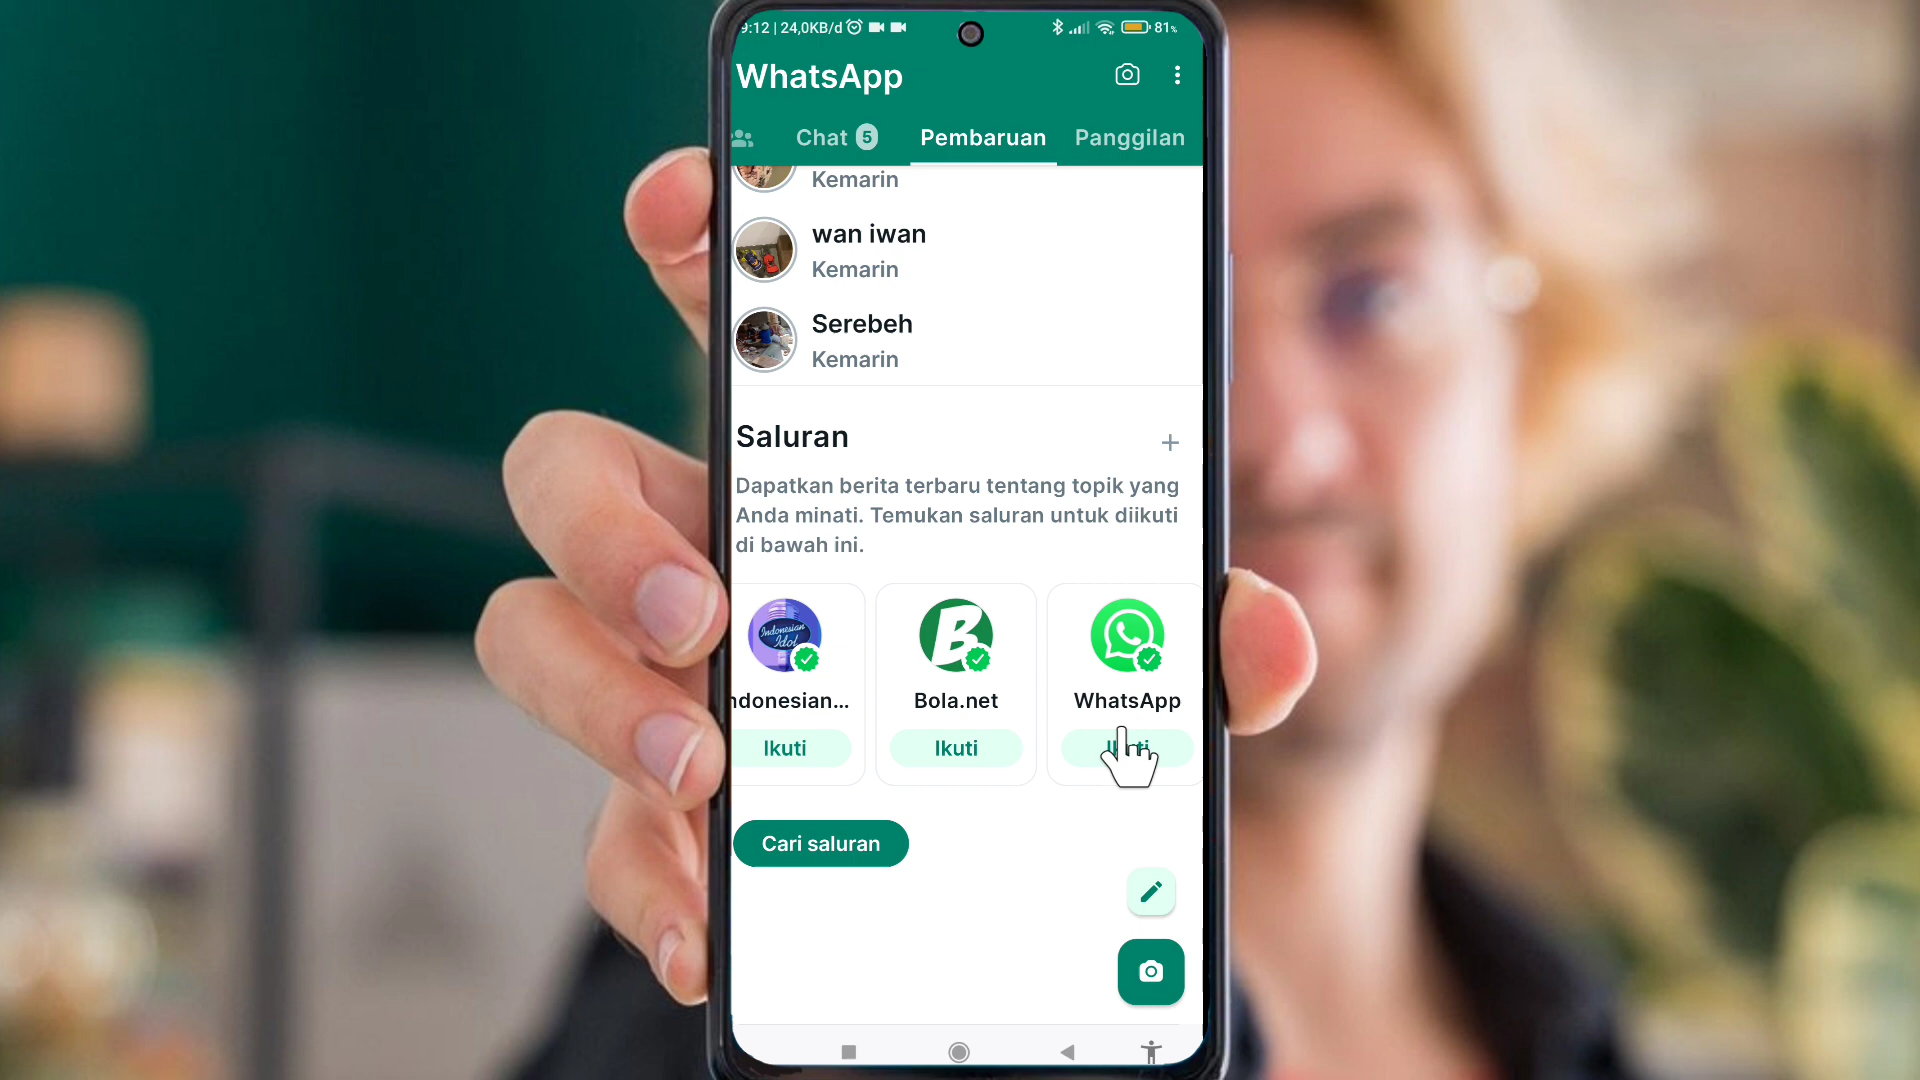 9:12 | 24,0KB/d 81%
WhatsApp
Chat 5 Pembaruan Panggilan
Kemarin
wan iwan
Kemarin
Serebeh
Kemarin
Saluran
Dapatkan berita terbaru tentang topik yang
Anda minati. Temukan saluran untuk diikuti
di bawah ini.
Indonesian
Idol
B
ndonesian... Bola.net WhatsApp
Ikuti Ikuti
Cari saluran